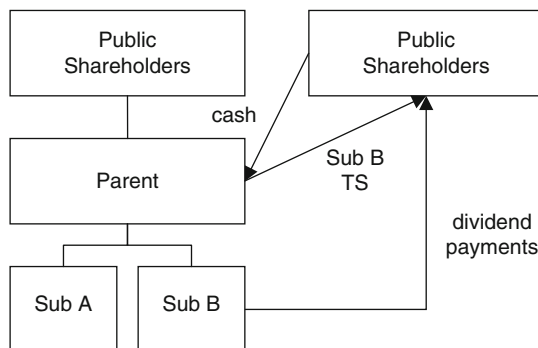 Public
Shareholders
Public
Shareholders
cash
Parent
Sub B
TS
dividend
payments
Sub A
Sub B